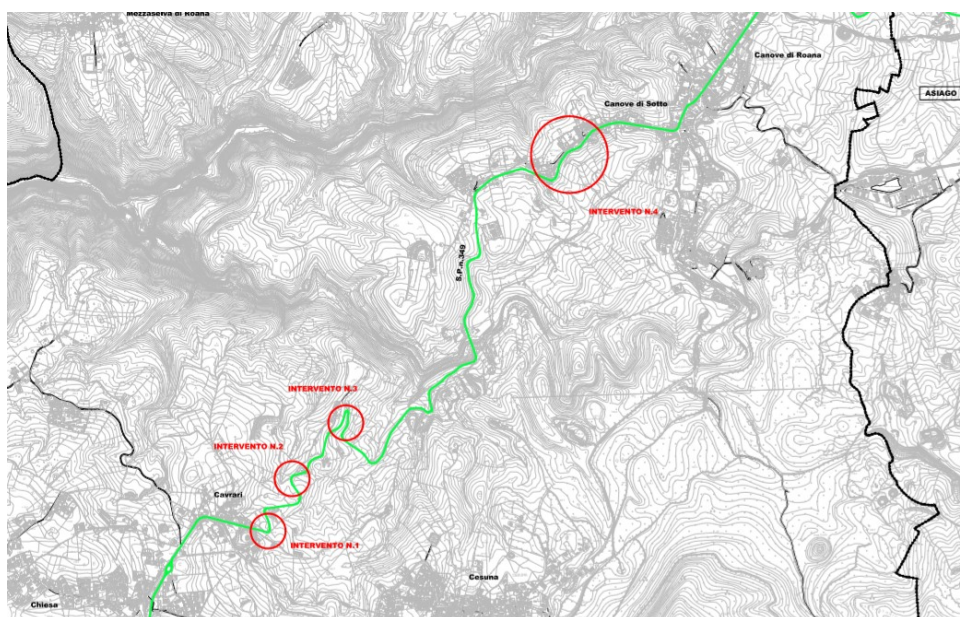 Mezzaselva di Roana
Canove di Roana
ASIAGO
Canove di Sotto
INTERVENTO N.4
S.P.n.349
INTERVENTO N.3
INTERVENTO N.2
Cavrari
INTERVENTO N.1
Cesuna
Chiesa